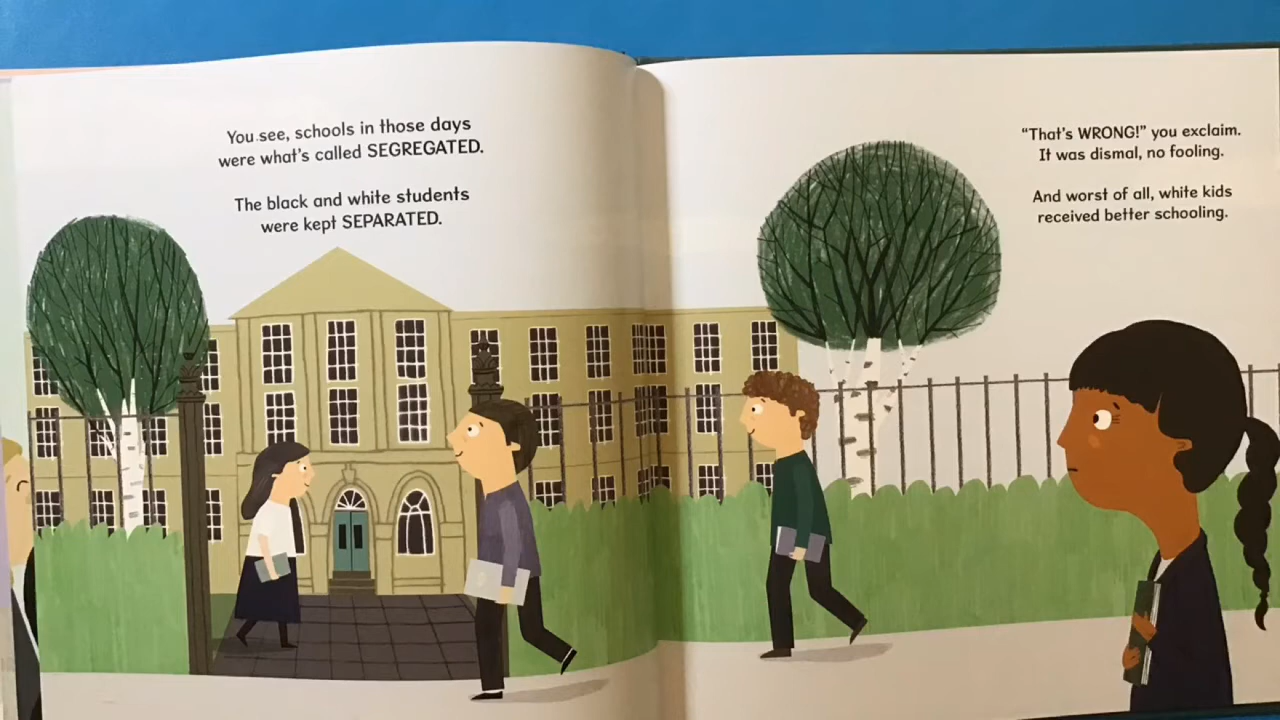 You see, schools in those days
were what's called SEGREGATED.
The black and white students
were kept SEPARATED.
"That's WRONG!" you exclaim.
It was dismal, no fooling.
And worst of all, white kids
received better schooling.